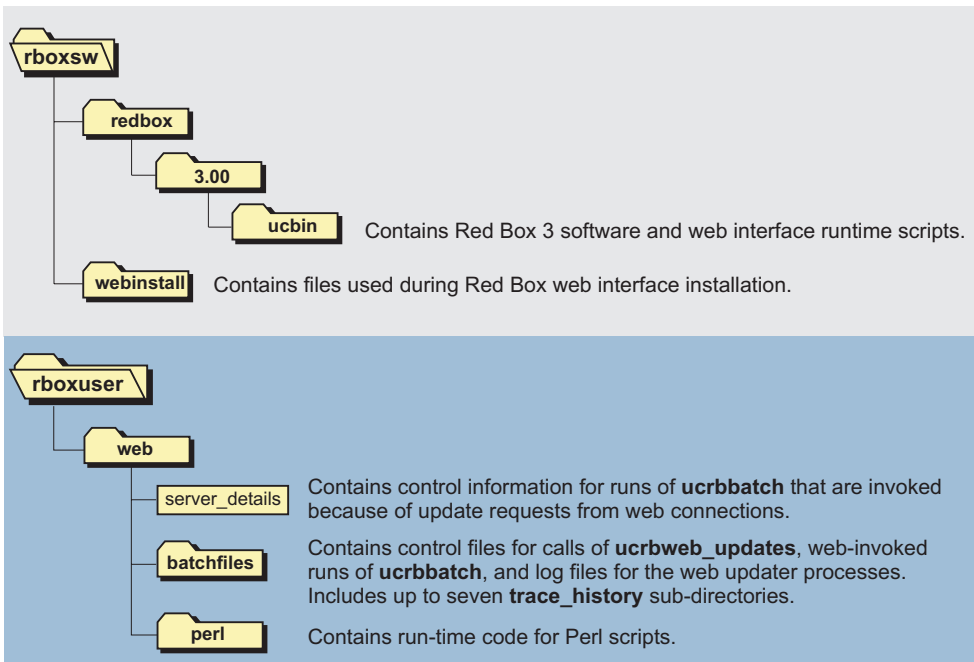 rboxsw
redbox
3.00
ucbin
Contains Red Box 3 software and web interface runtime scripts.
webinstall
Contains files used during Red Box web interface installation.
rboxuser
web
server_details
Contains control information for runs of ucrbbatch that are invoked
because of update requests from web connections.
batchfiles
Contains control files for calls of ucrbweb_updates, web-invoked
runs of ucrbbatch, and log files for the web updater processes.
Includes up to seven trace_history sub-directories.
perl
Contains run-time code for Perl scripts.